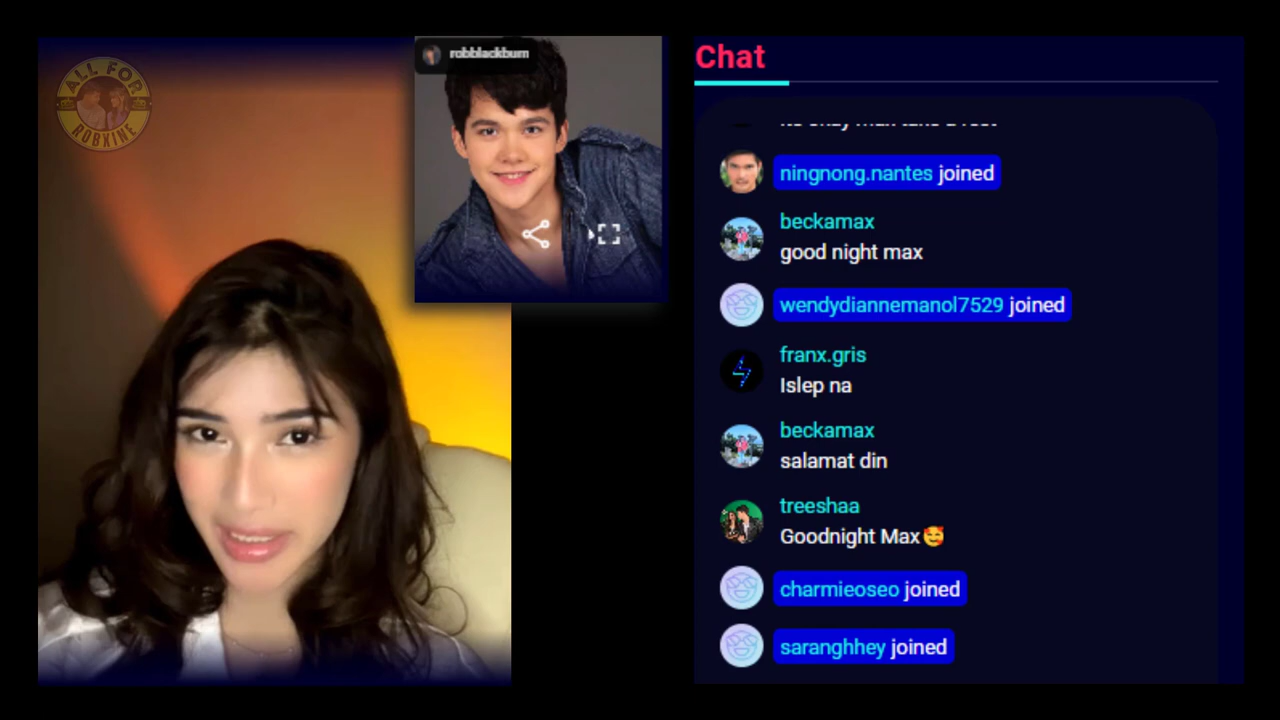 ALL FOR
ROBXINE
robblackburn
Chat
ningnong.nantes joined
beckamax
good night max
wendydiannemanol7529 joined
franx.gris
Islep na
beckamax
salamat din
treeshaa
Goodnight Max🥰
charmieoseo joined
saranghhey joined